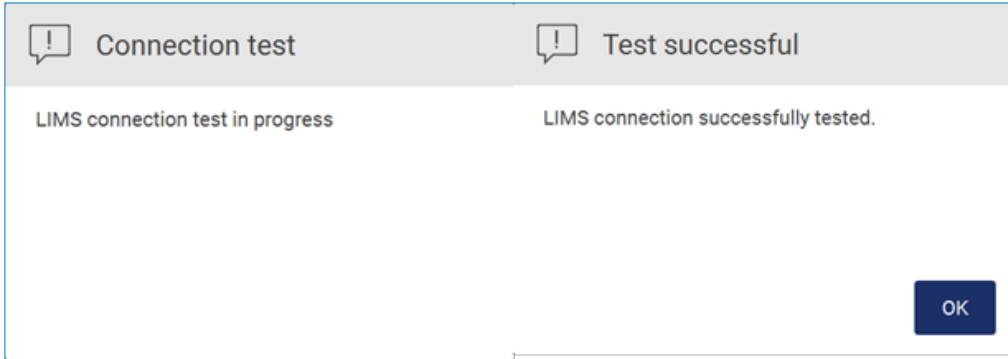 Connection test
LIMS connection test in progress
Test successful
LIMS connection successfully tested.
OK